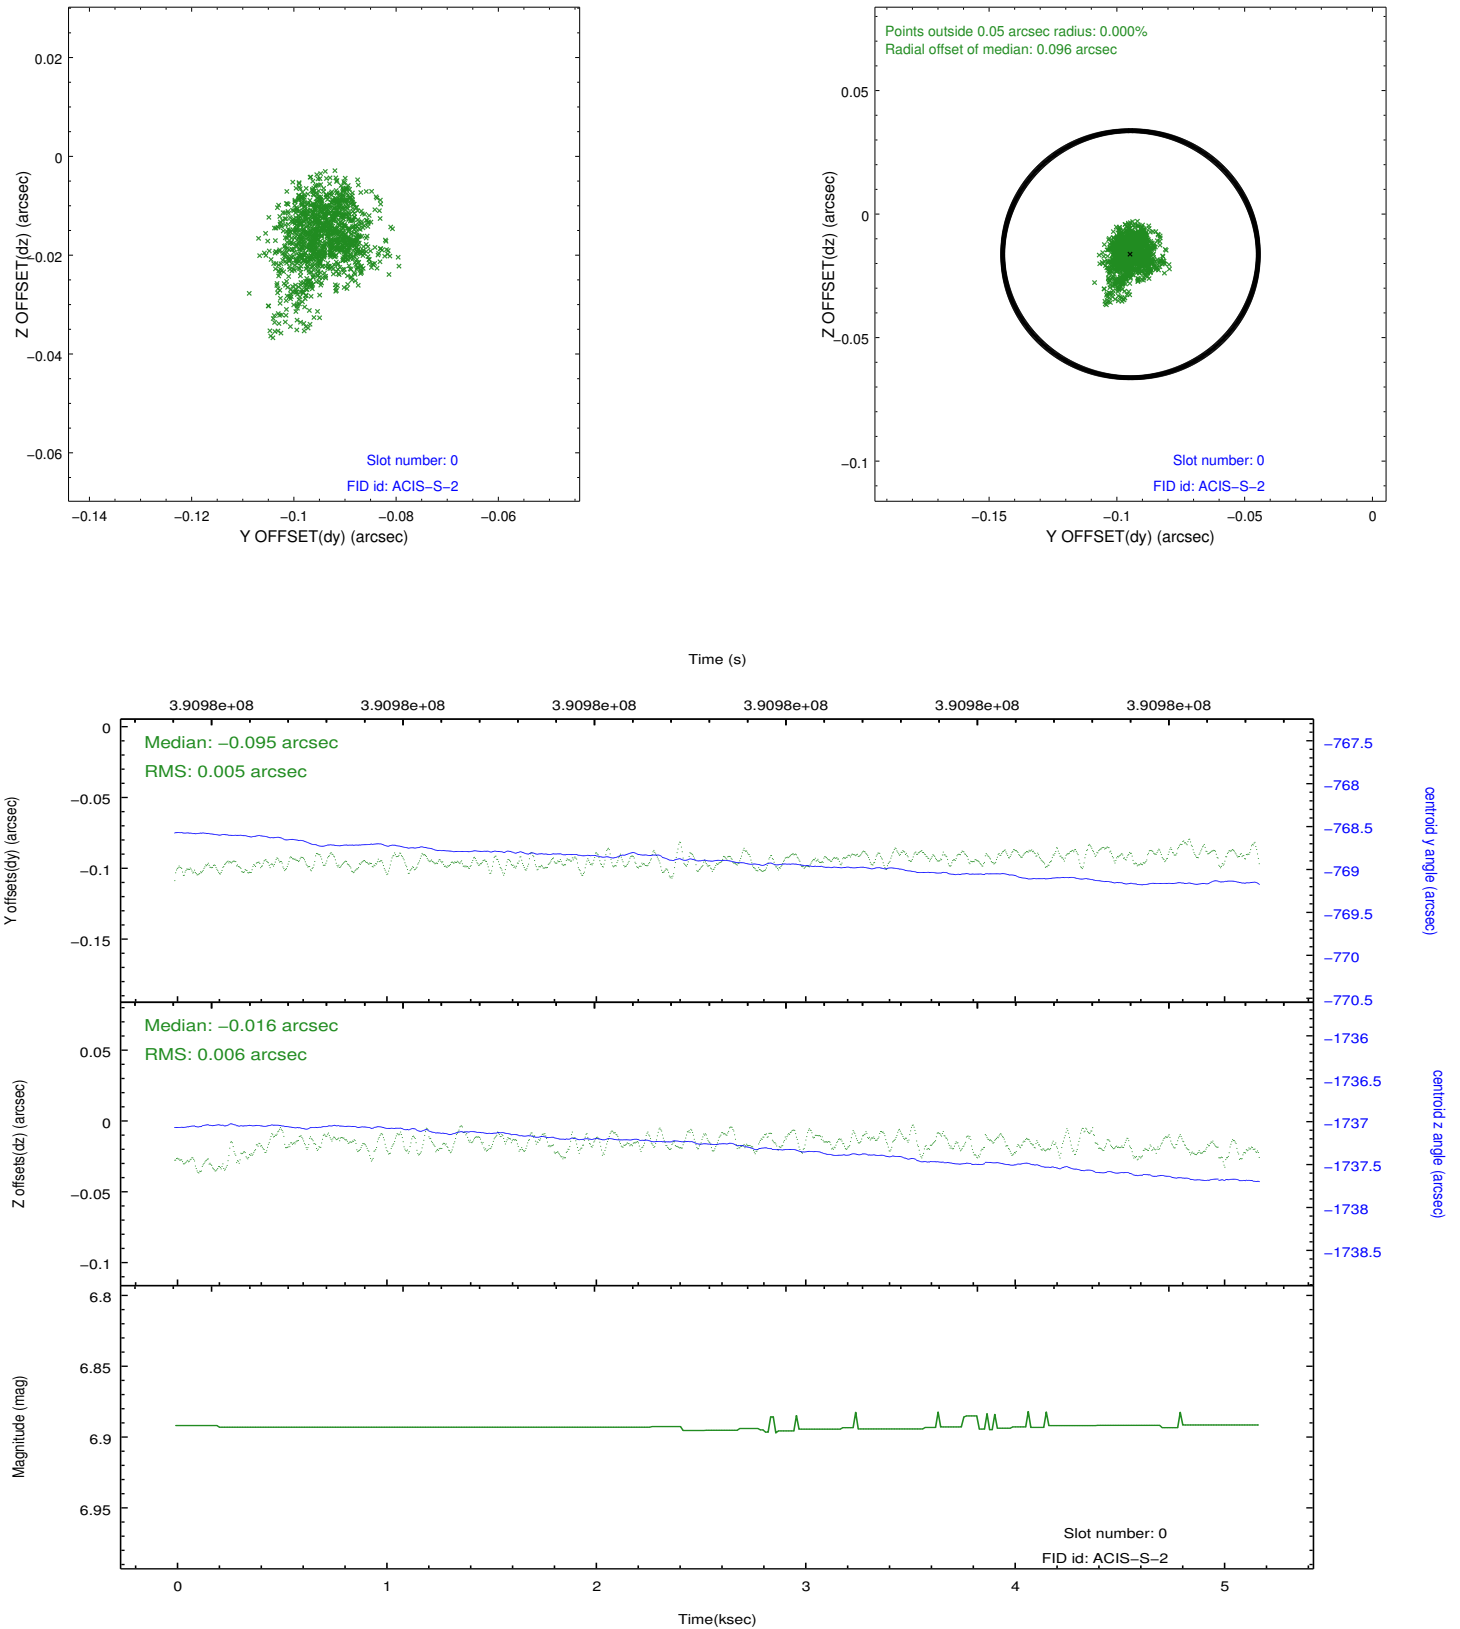 0.02
0
−0.02
−0.04
−0.06
Z OFFSET(dz) (arcsec)
Slot number: 0
FID id: ACIS−S−2
−0.14 −0.12 −0.1 −0.08 −0.06
Y OFFSET(dy) (arcsec)
Points outside 0.05 arcsec radius: 0.000%
Radial offset of median: 0.096 arcsec
0.05
0
−0.05
−0.1
Z OFFSET(dz) (arcsec)
Slot number: 0
FID id: ACIS−S−2
−0.15 −0.1 −0.05 0
Y OFFSET(dy) (arcsec)
Time (s)
3.9098e+08 3.9098e+08 3.9098e+08 3.9098e+08 3.9098e+08 3.9098e+08
Median: −0.095 arcsec
RMS: 0.005 arcsec
0
−0.05
−0.1
−0.15
Y offsets(dy) (arcsec)
−767.5
−768
−768.5
−769
−769.5
−770
−770.5
centroid y angle (arcsec)
Median: −0.016 arcsec
RMS: 0.006 arcsec
0.05
0
−0.05
−0.1
Z offsets(dz) (arcsec)
−1736
−1736.5
−1737
−1737.5
−1738
−1738.5
centroid z angle (arcsec)
6.8
6.85
6.9
6.95
Magnitude (mag)
Slot number: 0
FID id: ACIS−S−2
0 1 2 3 4 5
Time(ksec)